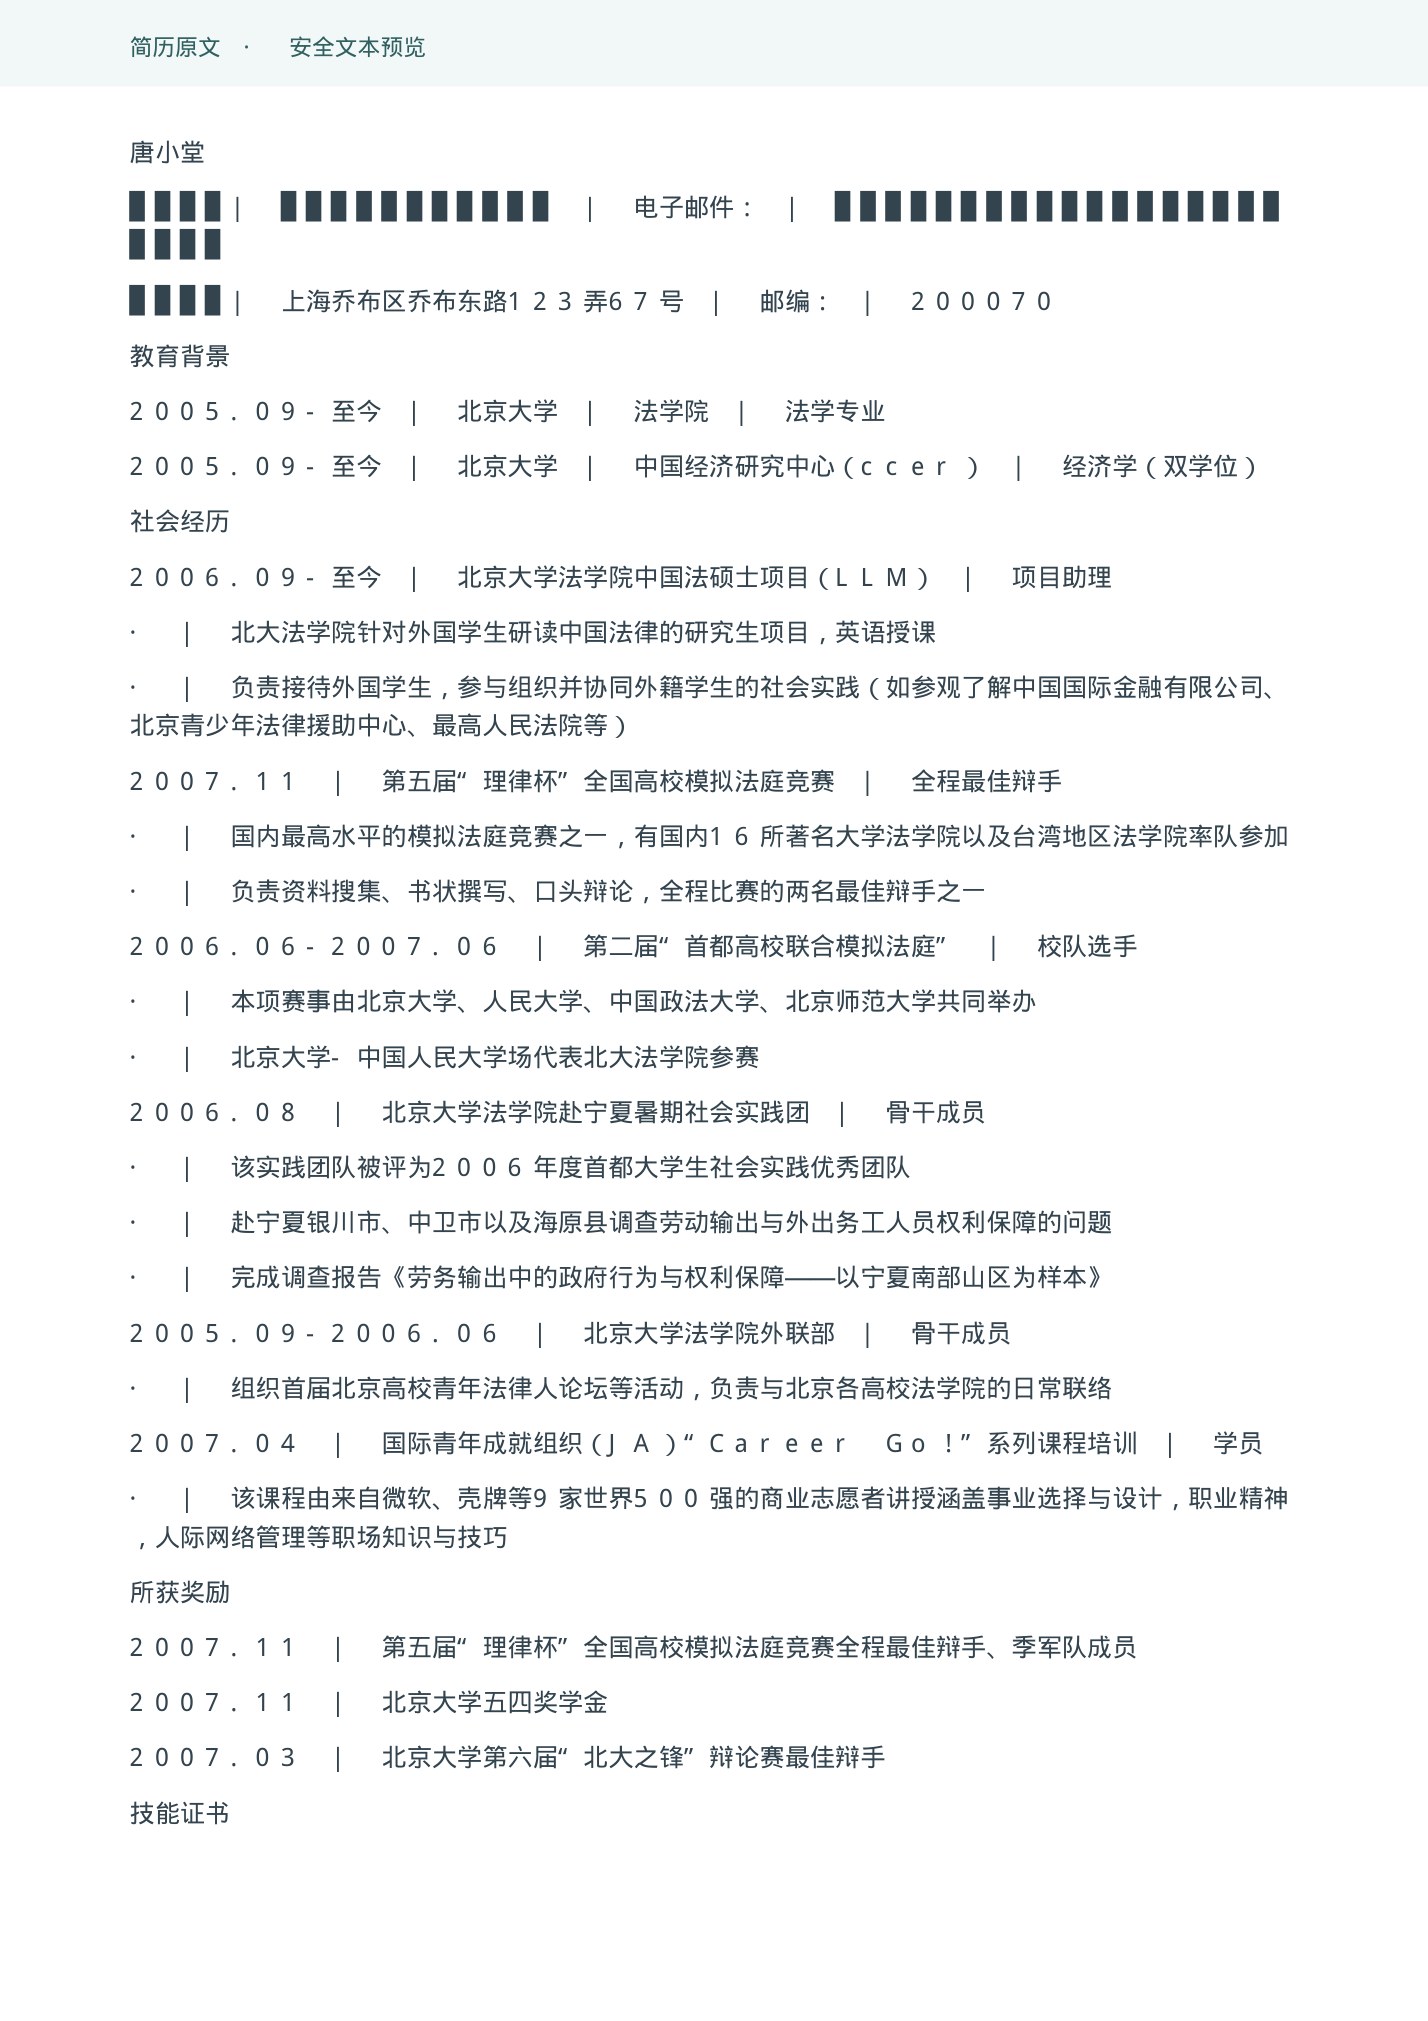 简历原文 · 安全文本预览
唐小堂
████ | ███████████ | 电子邮件： | ██████████████████
████
████ | 上海乔布区乔布东路123弄67号 | 邮编： | 200070
教育背景
2005.09-至今 | 北京大学 | 法学院 | 法学专业
2005.09-至今 | 北京大学 | 中国经济研究中心（ccer） | 经济学（双学位）
社会经历
2006.09-至今 | 北京大学法学院中国法硕士项目（LLM） | 项目助理
· | 北大法学院针对外国学生研读中国法律的研究生项目，英语授课
· | 负责接待外国学生，参与组织并协同外籍学生的社会实践（如参观了解中国国际金融有限公司、
北京青少年法律援助中心、最高人民法院等）
2007.11 | 第五届“理律杯”全国高校模拟法庭竞赛 | 全程最佳辩手
· | 国内最高水平的模拟法庭竞赛之一，有国内16所著名大学法学院以及台湾地区法学院率队参加
· | 负责资料搜集、书状撰写、口头辩论，全程比赛的两名最佳辩手之一
2006.06-2007.06 | 第二届“首都高校联合模拟法庭” | 校队选手
· | 本项赛事由北京大学、人民大学、中国政法大学、北京师范大学共同举办
· | 北京大学-中国人民大学场代表北大法学院参赛
2006.08 | 北京大学法学院赴宁夏暑期社会实践团 | 骨干成员
· | 该实践团队被评为2006年度首都大学生社会实践优秀团队
· | 赴宁夏银川市、中卫市以及海原县调查劳动输出与外出务工人员权利保障的问题
· | 完成调查报告《劳务输出中的政府行为与权利保障——以宁夏南部山区为样本》
2005.09-2006.06 | 北京大学法学院外联部 | 骨干成员
· | 组织首届北京高校青年法律人论坛等活动，负责与北京各高校法学院的日常联络
2007.04 | 国际青年成就组织（JA）“Career Go!”系列课程培训 | 学员
· | 该课程由来自微软、壳牌等9家世界500强的商业志愿者讲授涵盖事业选择与设计，职业精神
，人际网络管理等职场知识与技巧
所获奖励
2007.11 | 第五届“理律杯”全国高校模拟法庭竞赛全程最佳辩手、季军队成员
2007.11 | 北京大学五四奖学金
2007.03 | 北京大学第六届“北大之锋”辩论赛最佳辩手
技能证书